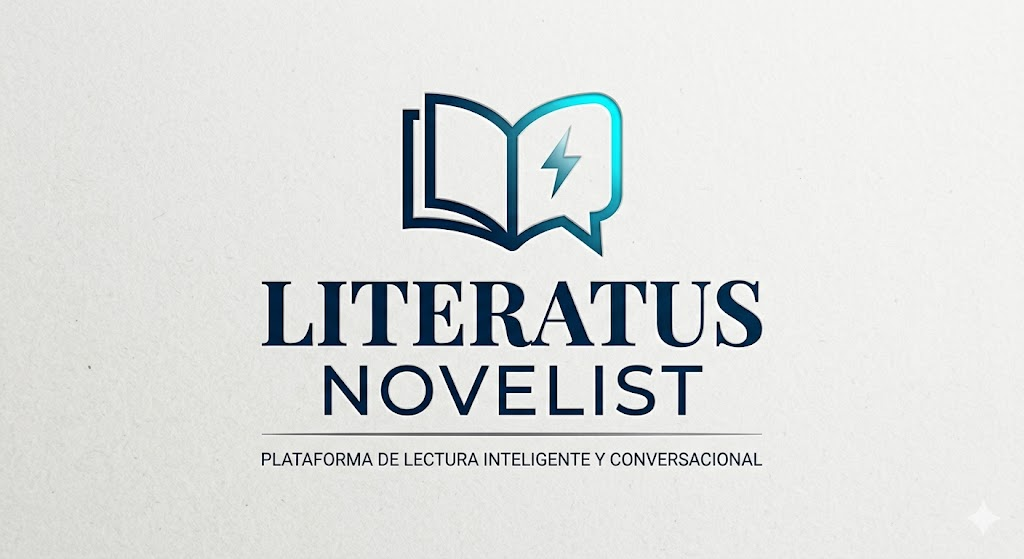 LITERATUS
NOVELIST
PLATAFORMA DE LECTURA INTELIGENTE Y CONVERSACIONAL